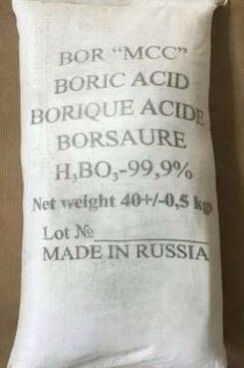 BOR “MCC”
BORIC ACID
BORIQUE ACIDE
BORSAURE
H₃BO₃-99,9%
Net weight 40+/-0,5 kgs
Lot №
MADE IN RUSSIA